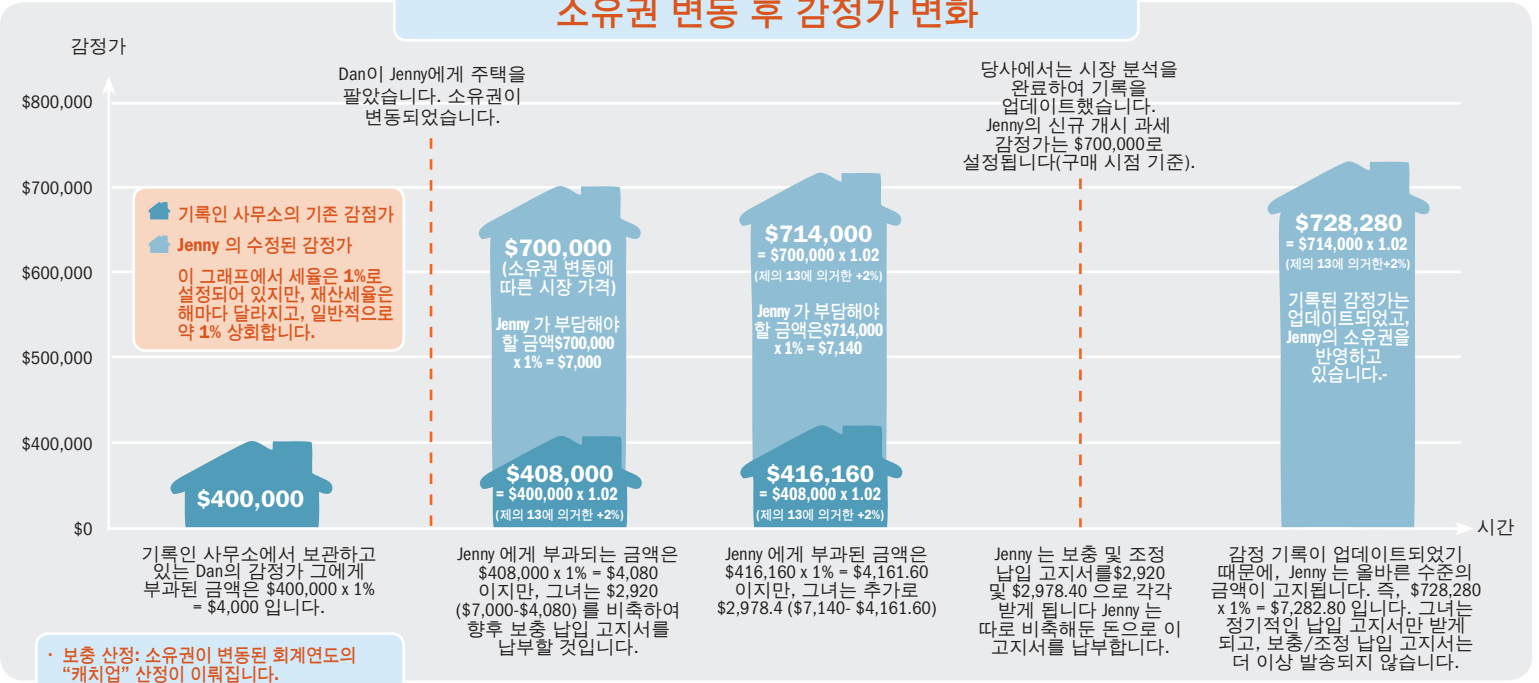 소유권 변동 후 감정가 변화
감정가
$800,000
$700,000
$600,000
$500,000
$400,000
$0
기록인 사무소의 기존 감점가
Jenny 의 수정된 감정가
이 그래프에서 세율은 1%로
설정되어 있지만, 재산세율은
해마다 달라지고, 일반적으로
약 1% 상회합니다.
Dan이 Jenny에게 주택을
팔았습니다. 소유권이
변동되었습니다.
당사에서는 시장 분석을
완료하여 기록을
업데이트했습니다.
Jenny의 신규 개시 과세
감정가는 $700,000로
설정됩니다(구매 시점 기준).
$400,000
$700,000
(소유권 변동에
따른 시장 가격)
Jenny 가 부담해야
할 금액$700,000
x 1% = $7,000
$408,000
= $400,000 x 1.02
(제의 13에 의거한 +2%)
$714,000
= $700,000 x 1.02
(제의 13에 의거한 +2%)
Jenny 가 부담해야
할 금액은$714,000
x 1% = $7,140
$416,160
= $408,000 x 1.02
(제의 13에 의거한 +2%)
$728,280
= $714,000 x 1.02
(제의 13에 의거한+2%)
기록된 감정가는
업데이트되었고,
Jenny의 소유권을
반영하고
있습니다.-
시간
기록인 사무소에서 보관하고
있는 Dan의 감정가 그에게
부과된 금액은 $400,000 x 1%
= $4,000 입니다.
Jenny 에게 부과되는 금액은
$408,000 x 1% = $4,080
이지만, 그녀는 $2,920
($7,000-$4,080) 를 비축하여
향후 보충 납입 고지서를
납부할 것입니다.
Jenny 에게 부과된 금액은
$416,160 x 1% = $4,161.60
이지만, 그녀는 추가로
$2,978.4 ($7,140- $4,161.60)
Jenny 는 보충 및 조정
납입 고지서를$2,920
및 $2,978.40 으로 각각
받게 됩니다 Jenny 는
따로 비축해둔 돈으로 이
고지서를 납부합니다.
감정 기록이 업데이트되었기
때문에, Jenny 는 올바른 수준의
금액이 고지됩니다. 즉, $728,280
x 1% = $7,282.80 입니다. 그녀는
정기적인 납입 고지서만 받게
되고, 보충/조정 납입 고지서는
더 이상 발송되지 않습니다.
· 보충 산정: 소유권이 변동된 회계연도의
“캐치업” 산정이 이뤄집니다.